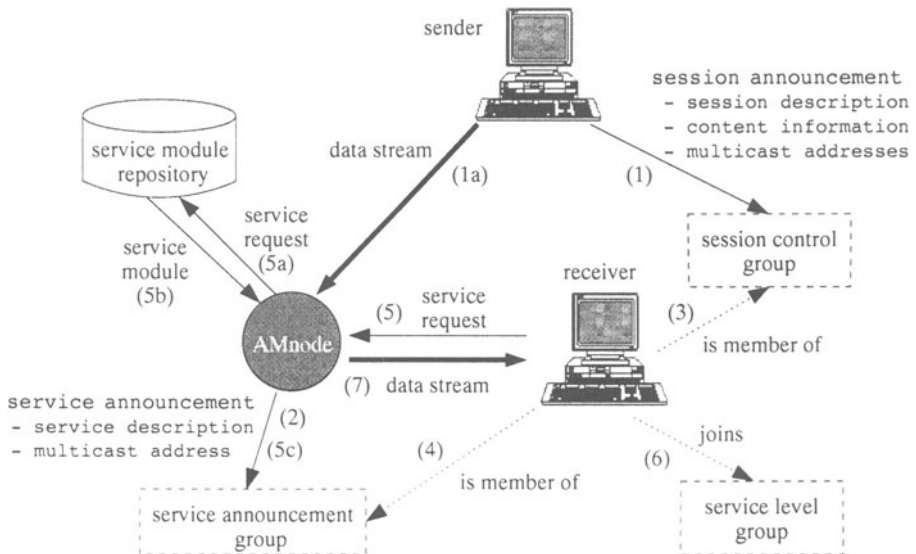 sender
session announcement
- session description
- content information
- multicast addresses
service module
repository
data stream
(1a)
(1)
service
request
(5a)
service
module
(5b)
session control
group
receiver
(5)
service
request
(3)
AMnode
is member of
(7)
data stream
service announcement
- service description
- multicast address
(2)
(5c)
(4)
joins
(6)
is member of
service announcement
group
service level
group